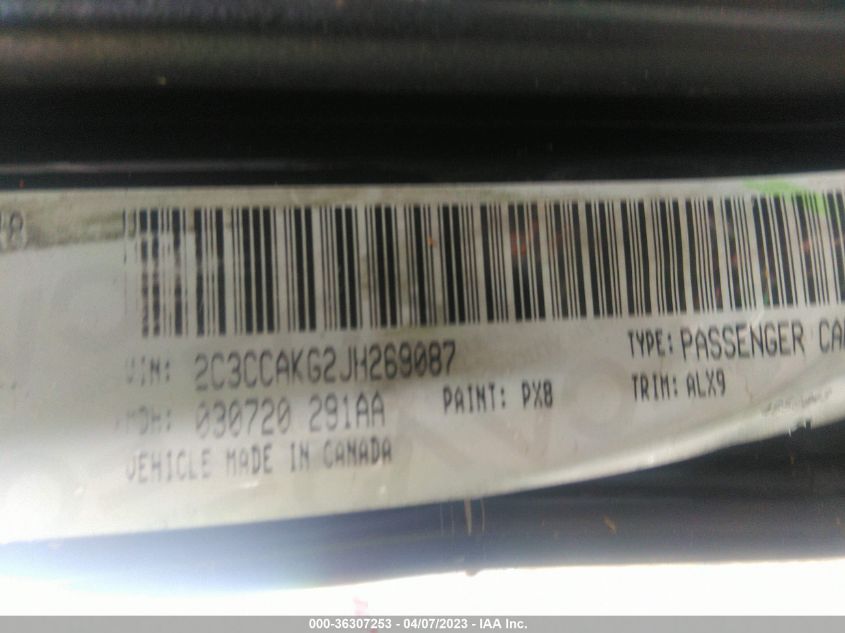 VIN: 2C3CCAKG2JH269087
TYPE: PASSENGER CAR
MDH: 030720 291AA
PAINT: PX8
TRIM: ALX9
VEHICLE MADE IN CANADA
000-36307253 - 04/07/2023 - IAA Inc.